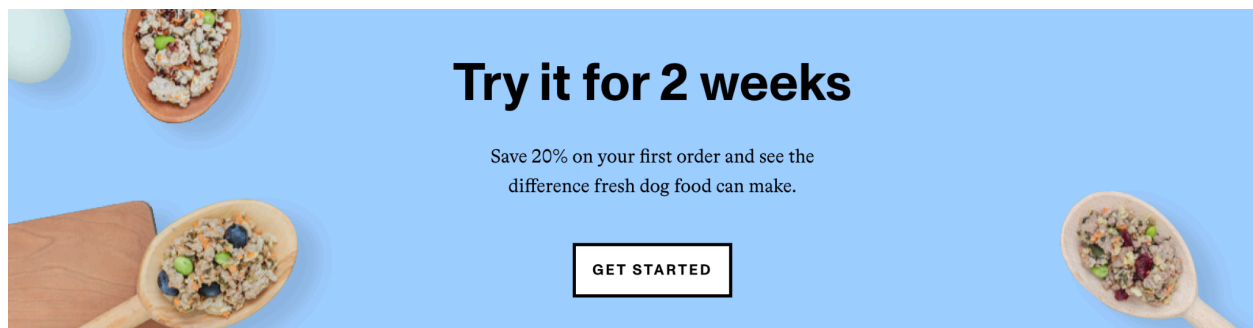 Try it for 2 weeks
Save 20% on your first order and see the
difference fresh dog food can make.
GET STARTED